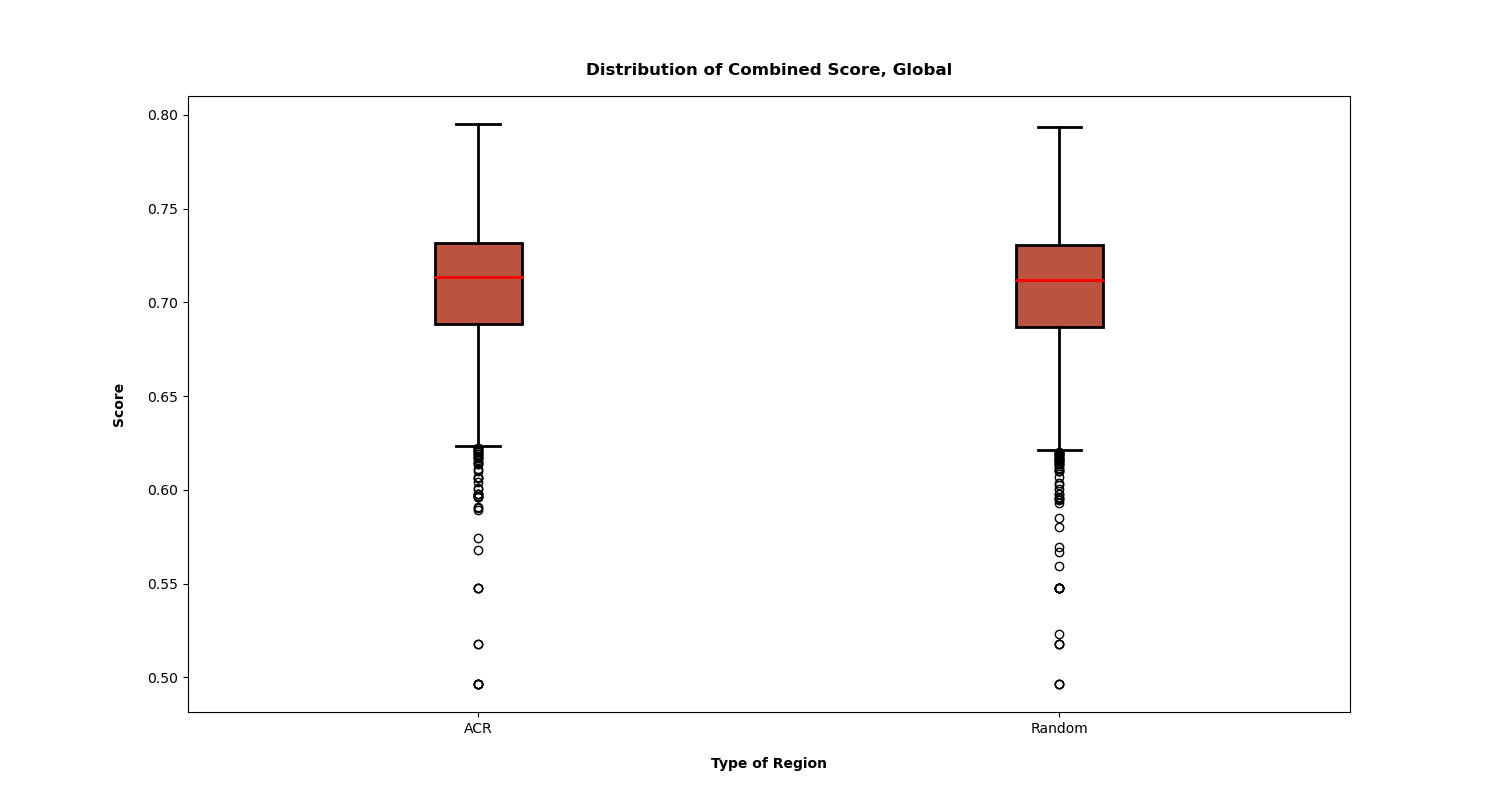 Distribution of Combined Score, Global
0.80
0.75
0.70
0.65
0.60
0.55
0.50
Score
ACR
Random
Type of Region